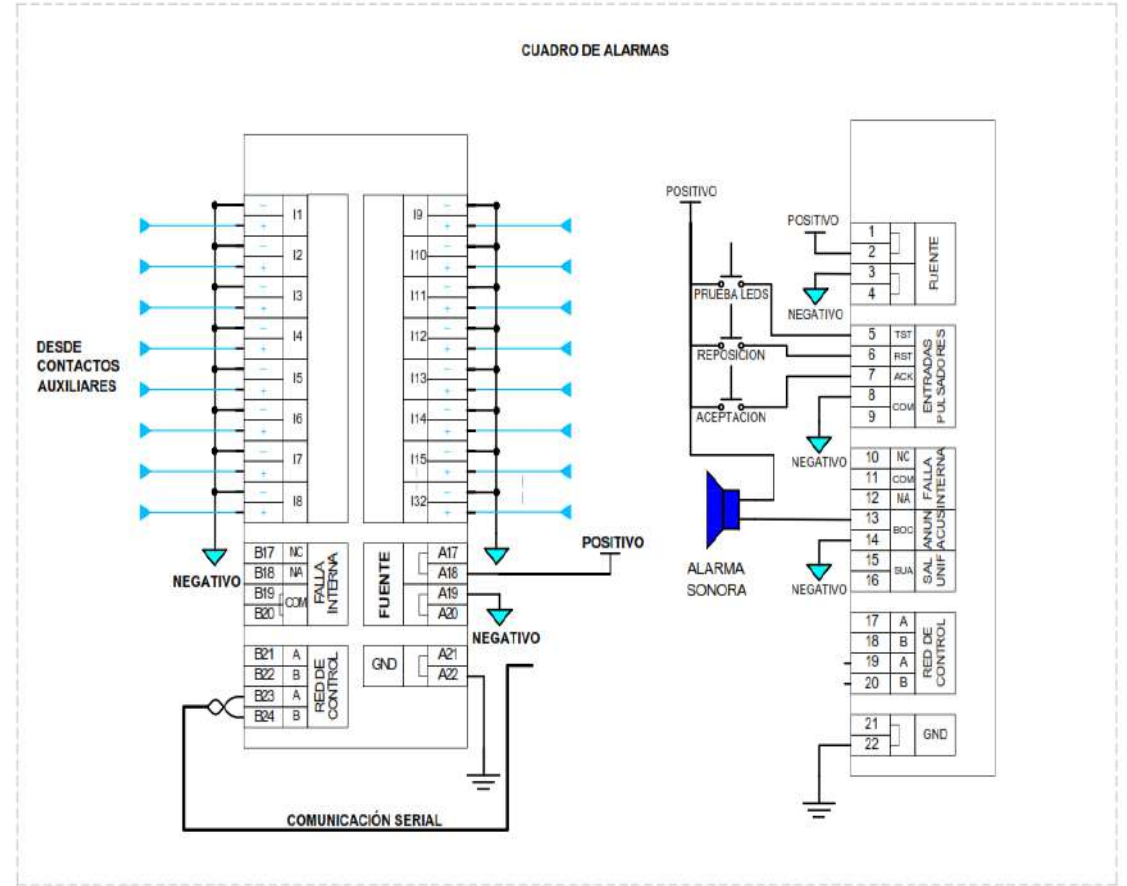 CUADRO DE ALARMAS
DESDE
CONTACTOS
AUXILIARES
- I1
+
- I2
+
- I3
+
- I4
+
- I5
+
- I6
+
- I7
+
- I8
+
I9 -
+
I10 -
+
I11 -
+
I12 -
+
I13 -
+
I14 -
+
I15 -
+
I32 -
+
NEGATIVO
B17 NC
B18 NA
B19 COM
B20
FALLA
INTERNA
B21 A
B22 B
B23 A
B24 B
RED DE
CONTROL
FUENTE
A17
A18
A19
A20
POSITIVO
NEGATIVO
GND
A21
A22
COMUNICACIÓN SERIAL
POSITIVO
PRUEBA LEDS
REPOSICION
ACEPTACION
ALARMA
SONORA
POSITIVO
NEGATIVO
1
2
3
4
FUENTE
5 TST
6 RST
7 ACK
8 COM
9
ENTRADAS
PULSADORES
NEGATIVO
10 NC
11 COM
12 NA
FALLA
INTERNA
13 BOC
14
ANUN
ACUS
NEGATIVO
15 SUA
16
SAL
UNIF
17 A
18 B
19 A
20 B
RED DE
CONTROL
21
22
GND